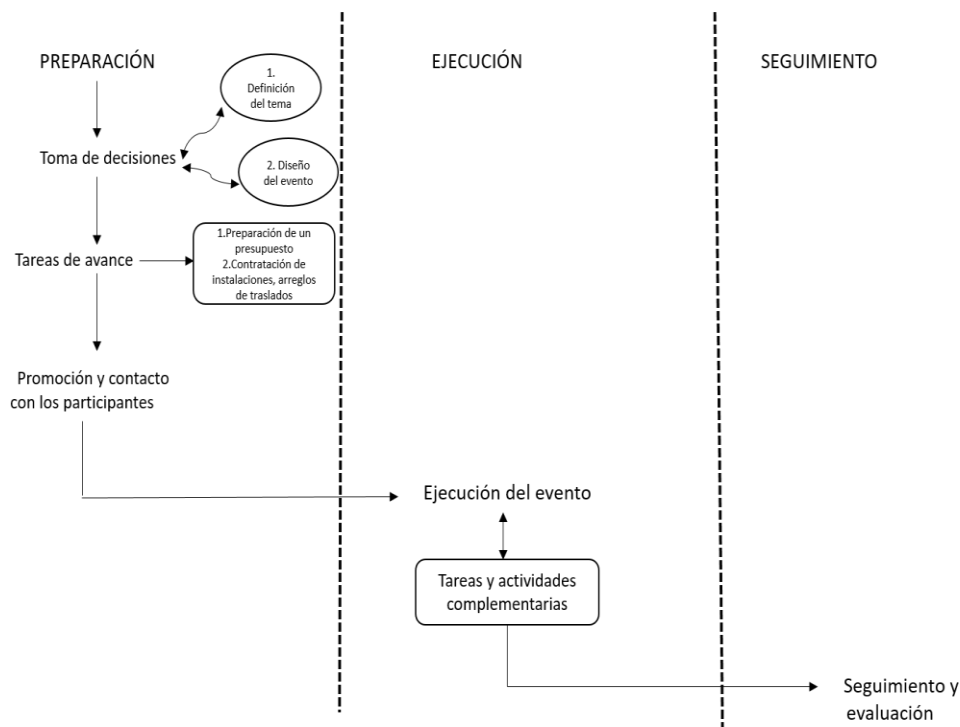 PREPARACIÓN
EJECUCIÓN
SEGUIMIENTO
1.
Definición
del tema
Toma de decisiones
2. Diseño
del evento
Tareas de avance
1.Preparación de un
presupuesto
2.Contratación de
instalaciones, arreglos
de traslados
Promoción y contacto
con los participantes
Ejecución del evento
Tareas y actividades
complementarias
Seguimiento y
evaluación